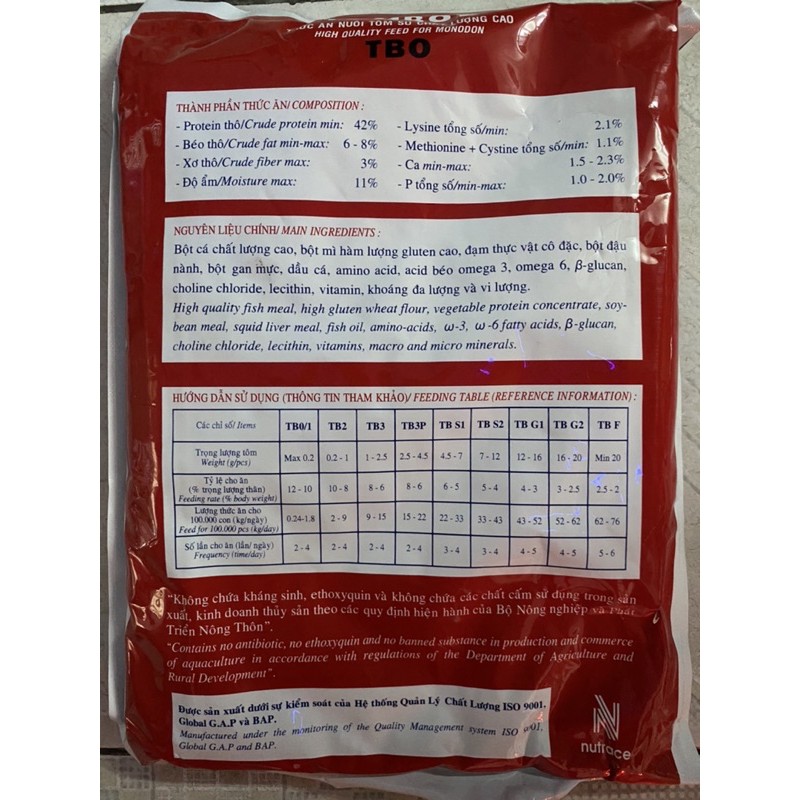 ĂN NUÔI TÔM SÚ CHẤT LƯỢNG CAO
HIGH QUALITY FEED FOR MONODON
TBO
THÀNH PHẦN THỨC ĂN/ COMPOSITION :
- Protein thô/Crude protein min: 42%
- Béo thô/Crude fat min-max: 6 - 8%
- Xơ thô/Crude fiber max: 3%
- Độ ẩm/Moisture max: 11%
- Lysine tổng số/min: 2.1%
- Methionine + Cystine tổng số/min: 1.1%
- Ca min-max: 1.5 - 2.3%
- P tổng số/min-max: 1.0 - 2.0%
NGUYÊN LIỆU CHÍNH/ MAIN INGREDIENTS :
Bột cá chất lượng cao, bột mì hàm lượng gluten cao, đạm thực vật cô đặc, bột đậu
nành, bột gan mực, dầu cá, amino acid, acid béo omega 3, omega 6, β-glucan,
choline chloride, lecithin, vitamin, khoáng đa lượng và vi lượng.
High quality fish meal, high gluten wheat flour, vegetable protein concentrate, soy-
bean meal, squid liver meal, fish oil, amino-acids, ω-3, ω-6 fatty acids, β-glucan,
choline chloride, lecithin, vitamins, macro and micro minerals.
HƯỚNG DẪN SỬ DỤNG (THÔNG TIN THAM KHẢO)/ FEEDING TABLE (REFERENCE INFORMATION) :
Các chỉ số/ Items TB0/1 TB2 TB3 TB3P TB S1 TB S2 TB G1 TB G2 TB F
Trọng lượng tôm
Weight (g/pcs) Max 0.2 0.2 - 1 1 - 2.5 2.5 - 4.5 4.5 - 7 7 - 12 12 - 16 16 - 20 Min 20
Tỷ lệ cho ăn
(% trọng lượng thân)
Feeding rate (% body weight) 12 - 10 10 - 8 8 - 6 8 - 6 6 - 5 5 - 4 4 - 3 3 - 2.5 2.5 - 2
Lượng thức ăn cho
100.000 con (kg/ngày)
Feed for 100.000 pcs (kg/day) 0.24-1.8 2 - 9 9 - 15 15 - 22 22 - 33 33 - 43 43 - 52 52 - 62 62 - 76
Số lần cho ăn (lần/ ngày)
Frequency (time/day) 2 - 4 2 - 4 2 - 4 2 - 4 3 - 4 3 - 4 4 - 5 4 - 5 5 - 6
"Không chứa kháng sinh, ethoxyquin và không chứa các chất cấm sử dụng trong sản
xuất, kinh doanh thủy sản theo các quy định hiện hành của Bộ Nông nghiệp và Phát
Triển Nông Thôn".
"Contains no antibiotic, no ethoxyquin and no banned substance in production and commerce
of aquaculture in accordance with regulations of the Department of Agriculture and
Rural Development".
Được sản xuất dưới sự kiểm soát của Hệ thống Quản Lý Chất Lượng ISO 9001,
Global G.A.P và BAP.
Manufactured under the monitoring of the Quality Management system ISO 9001,
Global G.A.P and BAP.
nutrace